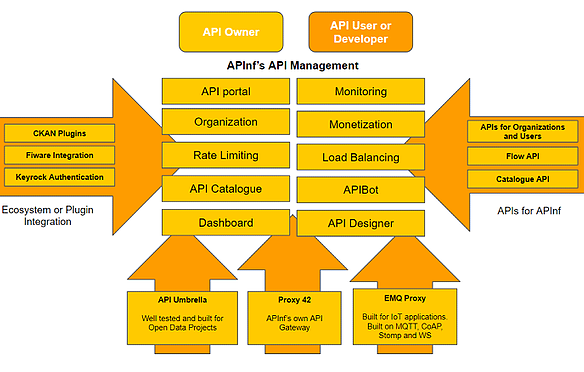 API Owner
API User or
Developer
APInf's API Management
API portal
Monitoring
Organization
Monetization
Rate Limiting
Load Balancing
API Catalogue
APIBot
Dashboard
API Designer
CKAN Plugins
Fiware Integration
Keyrock Authentication
Ecosystem or Plugin
Integration
APIs for Organizations
and Users
Flow API
Catalogue API
APIs for APInf
API Umbrella
Well tested and built for
Open Data Projects
Proxy 42
APInf's own API
Gateway
EMQ Proxy
Built for IoT applications.
Built on MQTT, CoAP,
Stomp and WS